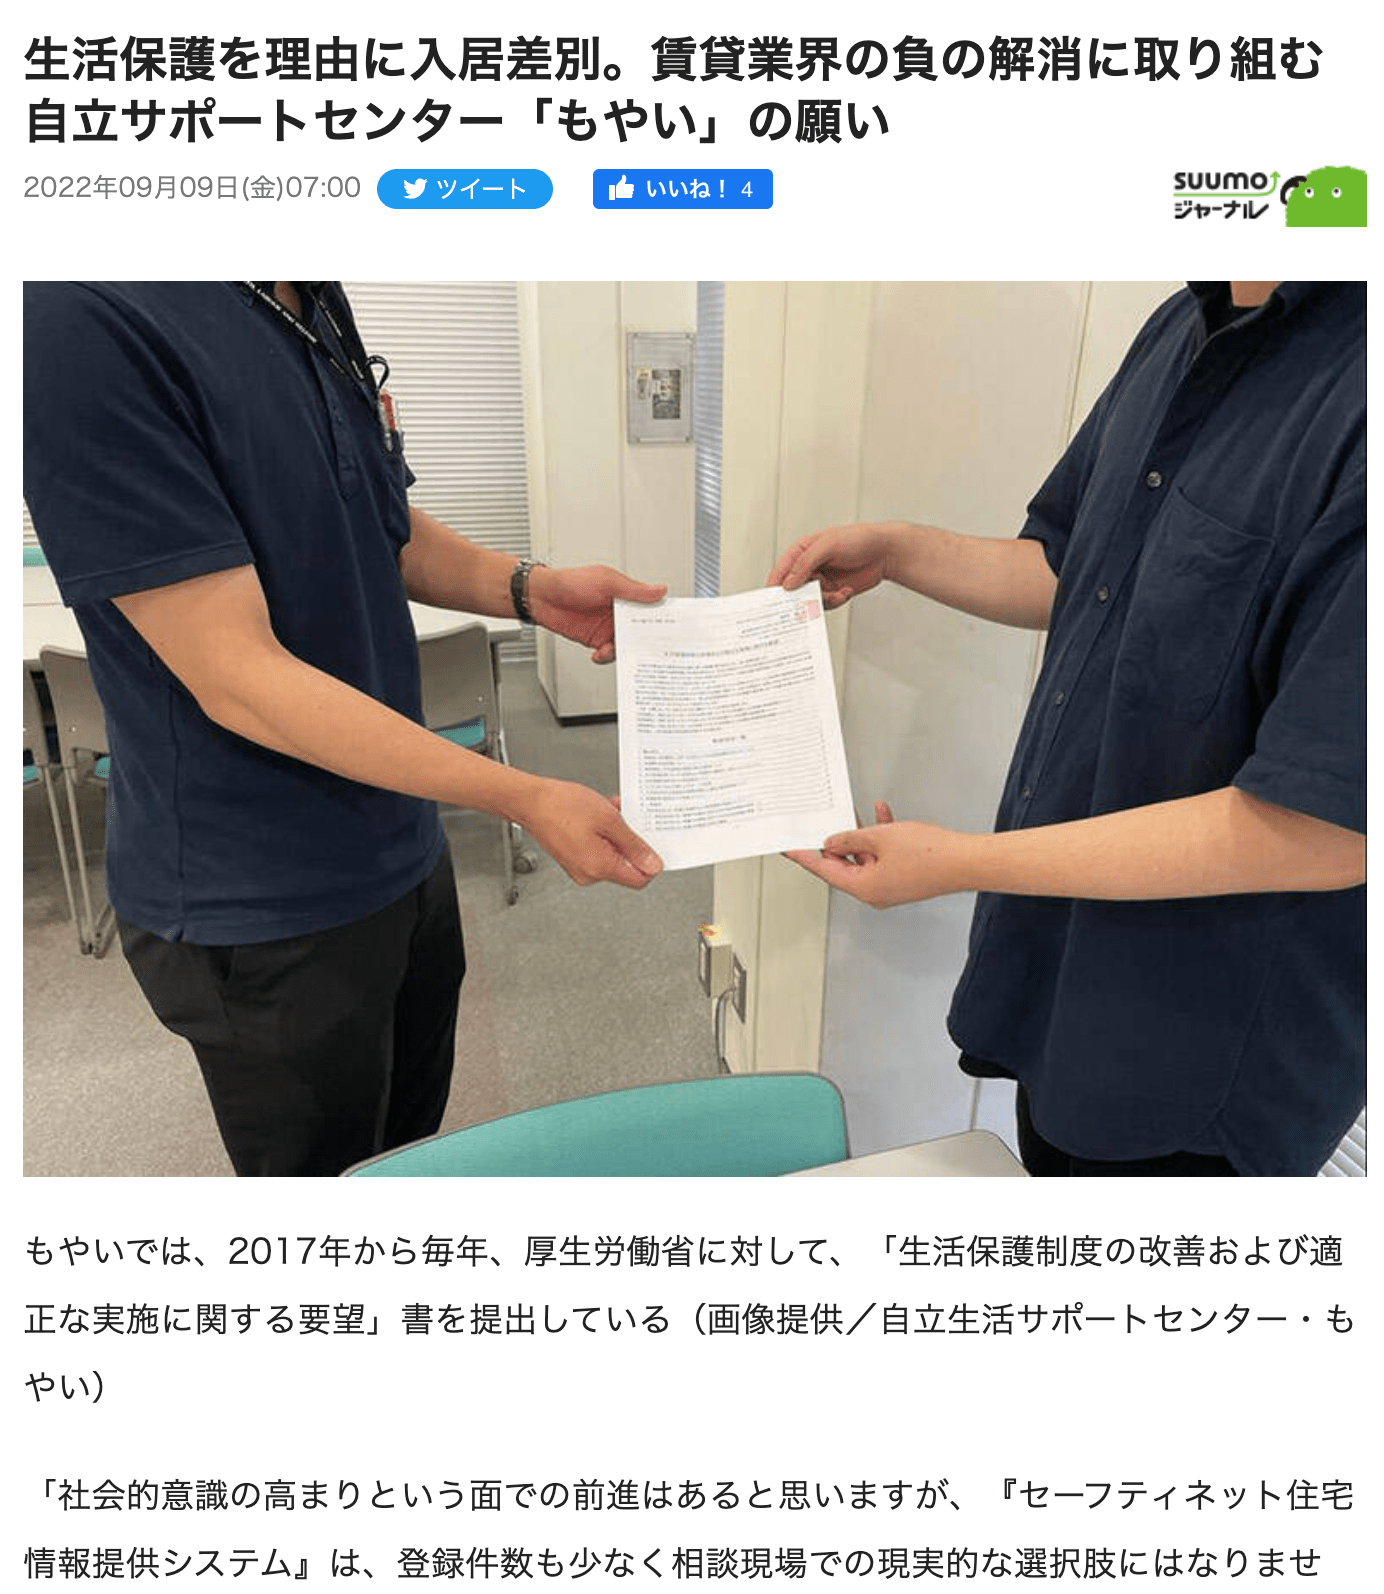 生活保護を理由に入居差別。賃貸業界の負の解消に取り組む
自立サポートセンター「もやい」の願い
2022年09月09日(金)07:00
ツイート
いいね！ 4
suumo
ジャーナル
もやいでは、2017年から毎年、厚生労働省に対して、「生活保護制度の改善および適
正な実施に関する要望」書を提出している（画像提供／自立生活サポートセンター・も
やい）
「社会的意識の高まりという面での前進はあると思いますが、『セーフティネット住宅
情報提供システム』は、登録件数も少なく相談現場での現実的な選択肢にはなりませ